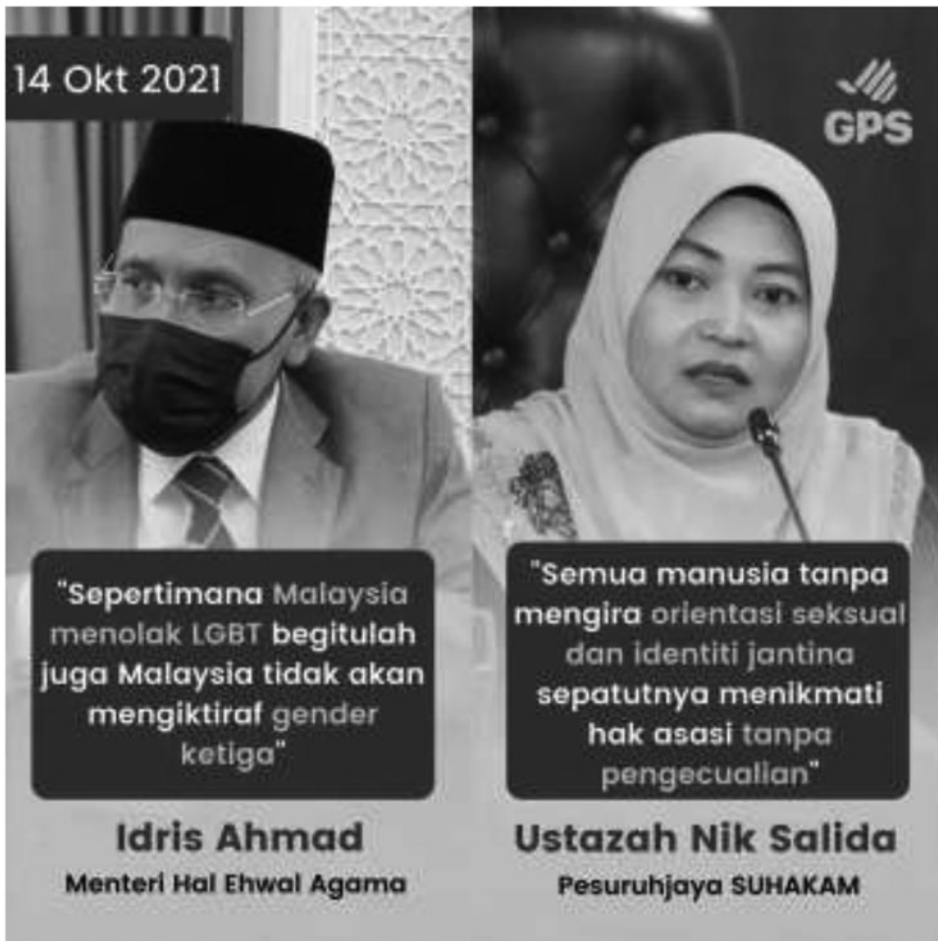 14 Okt 2021
GPS
"Sepertimana Malaysia
menolak LGBT begitulah
juga Malaysia tidak akan
mengiktiraf gender
ketiga"
Idris Ahmad
Menteri Hal Ehwal Agama
"Semua manusia tanpa
mengira orientasi seksual
dan identiti jantina
sepatutnya menikmati
hak asasi tanpa
pengecualian"
Ustazah Nik Salida
Pesuruhjaya SUHAKAM